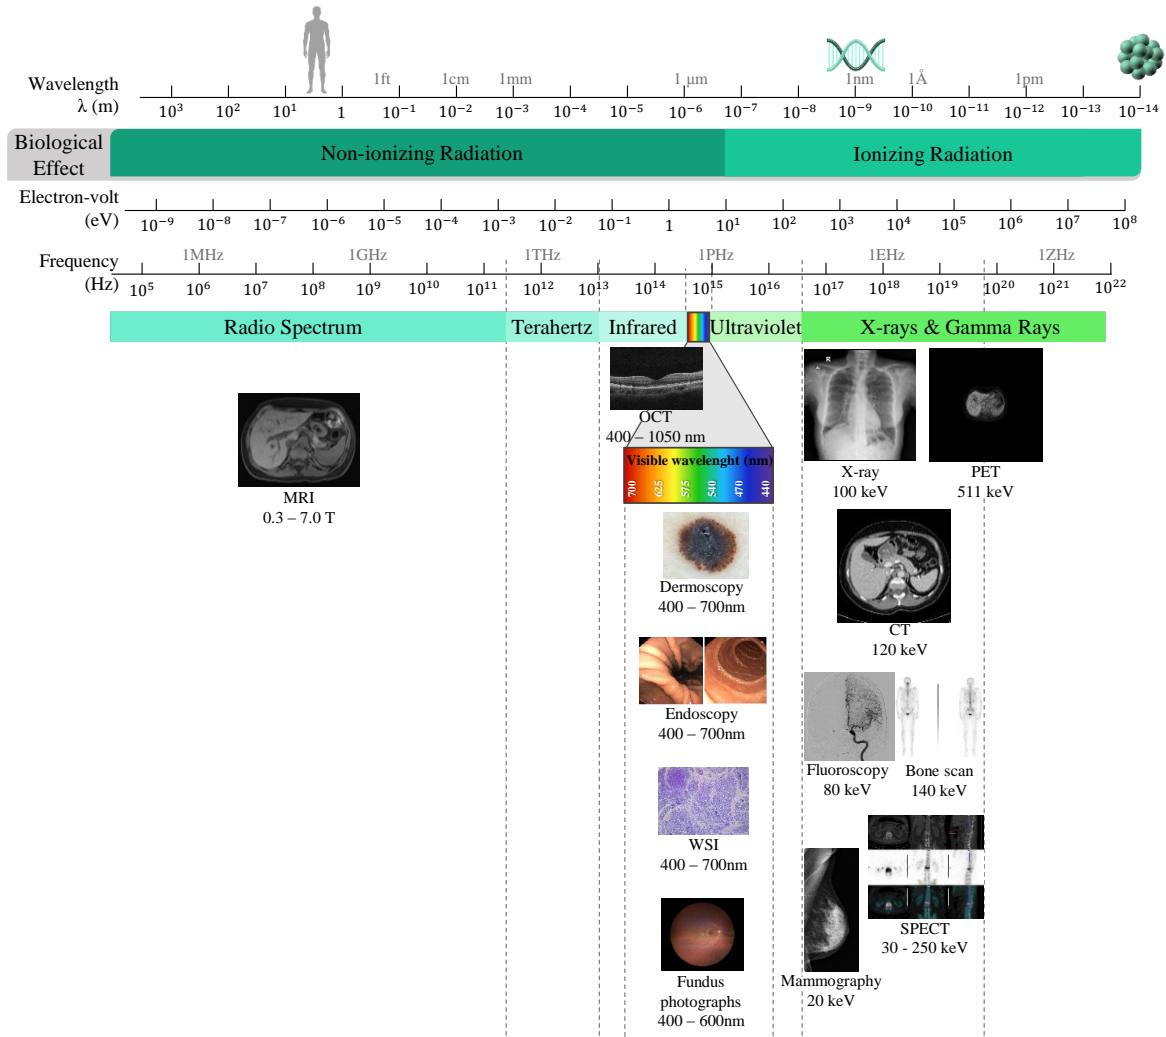 Wavelength
λ (m)
1ft 1cm 1mm 1 μm 1nm 1Å 1pm
10³ 10² 10¹ 1 10⁻¹ 10⁻² 10⁻³ 10⁻⁴ 10⁻⁵ 10⁻⁶ 10⁻⁷ 10⁻⁸ 10⁻⁹ 10⁻¹⁰ 10⁻¹¹ 10⁻¹² 10⁻¹³ 10⁻¹⁴
Biological
Effect
Non-ionizing Radiation
Ionizing Radiation
Electron-volt
(eV)
10⁻⁹ 10⁻⁸ 10⁻⁷ 10⁻⁶ 10⁻⁵ 10⁻⁴ 10⁻³ 10⁻² 10⁻¹ 1 10¹ 10² 10³ 10⁴ 10⁵ 10⁶ 10⁷ 10⁸
Frequency
(Hz)
1MHz 1GHz 1THz 1PHz 1EHz 1ZHz
10⁵ 10⁶ 10⁷ 10⁸ 10⁹ 10¹⁰ 10¹¹ 10¹² 10¹³ 10¹⁴ 10¹⁵ 10¹⁶ 10¹⁷ 10¹⁸ 10¹⁹ 10²⁰ 10²¹ 10²²
Radio Spectrum
Terahertz
Infrared
Ultraviolet
X-rays & Gamma Rays
MRI
0.3 – 7.0 T
OCT
400 – 1050 nm
Visible wavelenght (nm)
700 625 575 540 470 440
Dermoscopy
400 – 700nm
Endoscopy
400 – 700nm
WSI
400 – 700nm
Fundus
photographs
400 – 600nm
R
X-ray
100 keV
PET
511 keV
CT
120 keV
Fluoroscopy
80 keV
Bone scan
140 keV
SPECT
30 - 250 keV
Mammography
20 keV